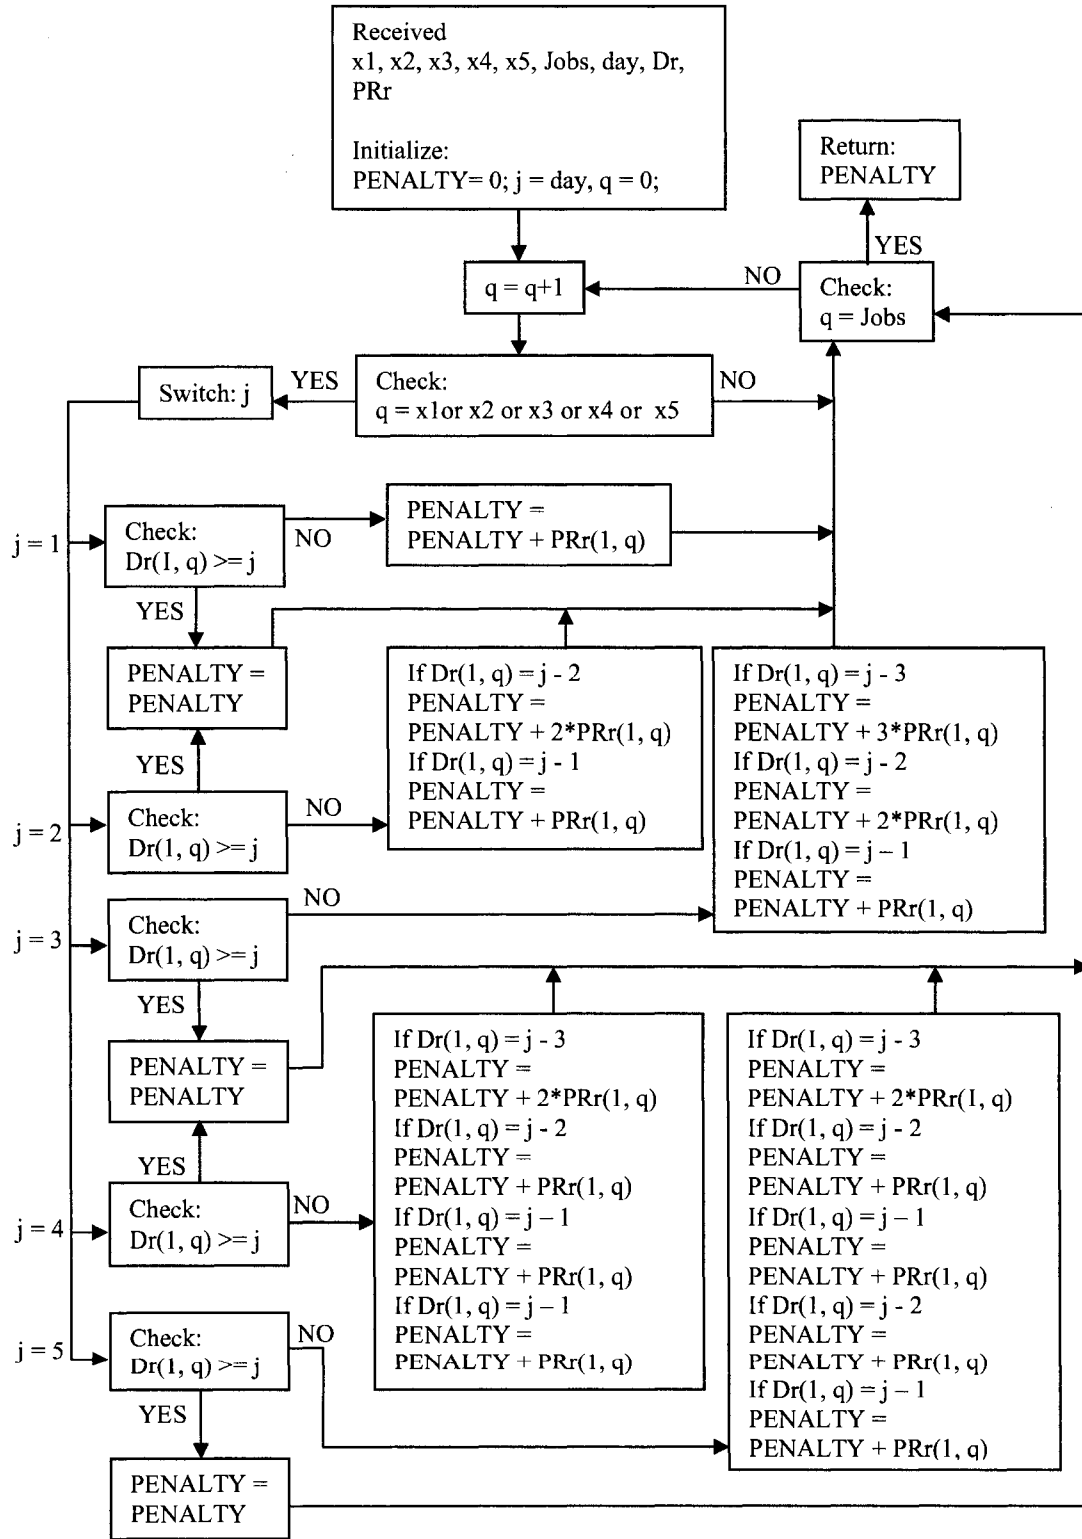 Received
x1, x2, x3, x4, x5, Jobs, day, Dr,
PRr
Initialize:
PENALTY= 0; j = day, q = 0;
Return:
PENALTY
YES
NO
q = q+1
Check:
q = Jobs
Switch: j
YES
Check:
q = x1or x2 or x3 or x4 or x5
NO
j = 1
Check:
Dr(I, q) >= j
NO
PENALTY =
PENALTY + PRr(1, q)
YES
PENALTY =
PENALTY
If Dr(1, q) = j - 2
PENALTY =
PENALTY + 2*PRr(1, q)
If Dr(1, q) = j - 1
PENALTY =
PENALTY + PRr(1, q)
If Dr(1, q) = j - 3
PENALTY =
PENALTY + 3*PRr(1, q)
If Dr(1, q) = j - 2
PENALTY =
PENALTY + 2*PRr(1, q)
If Dr(1, q) = j – 1
PENALTY =
PENALTY + PRr(1, q)
YES
j = 2
Check:
Dr(1, q) >= j
NO
j = 3
Check:
Dr(1, q) >= j
NO
YES
PENALTY =
PENALTY
If Dr(1, q) = j - 3
PENALTY =
PENALTY + 2*PRr(1, q)
If Dr(1, q) = j - 2
PENALTY =
PENALTY + PRr(1, q)
If Dr(1, q) = j – 1
PENALTY =
PENALTY + PRr(1, q)
If Dr(1, q) = j – 1
PENALTY =
PENALTY + PRr(1, q)
If Dr(I, q) = j - 3
PENALTY =
PENALTY + 2*PRr(I, q)
If Dr(1, q) = j - 2
PENALTY =
PENALTY + PRr(1, q)
If Dr(1, q) = j – 1
PENALTY =
PENALTY + PRr(1, q)
If Dr(1, q) = j - 2
PENALTY =
PENALTY + PRr(1, q)
If Dr(1, q) = j – 1
PENALTY =
PENALTY + PRr(1, q)
YES
j = 4
Check:
Dr(1, q) >= j
NO
j = 5
Check:
Dr(1, q) >= j
NO
YES
PENALTY =
PENALTY